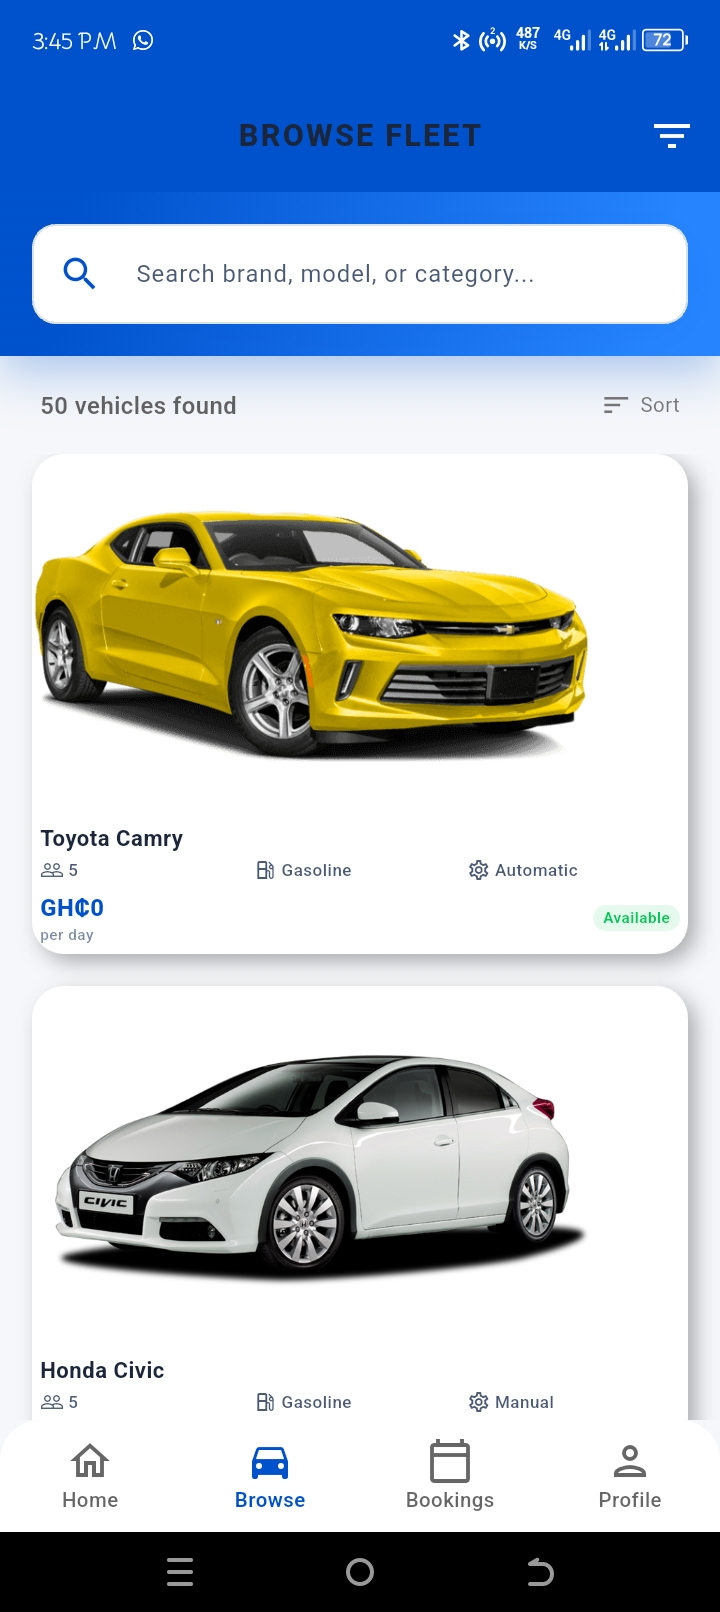 3:45 PM
2 487 K/S 4G 4G 72
BROWSE FLEET
Search brand, model, or category...
50 vehicles found
Sort
Toyota Camry
5 Gasoline Automatic
GH₵0
per day
Available
CIVIC
Honda Civic
5 Gasoline Manual
Home Browse Bookings Profile